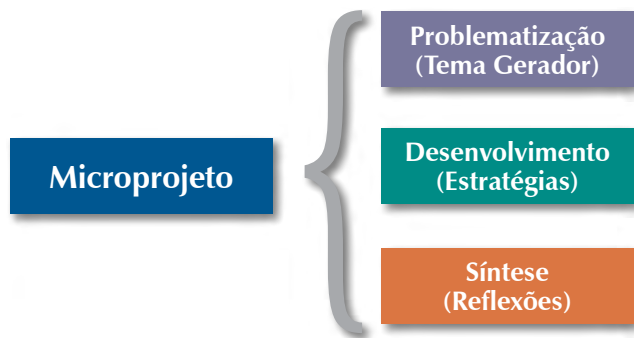 Microprojeto
Problematização
(Tema Gerador)
Desenvolvimento
(Estratégias)
Síntese
(Reflexões)